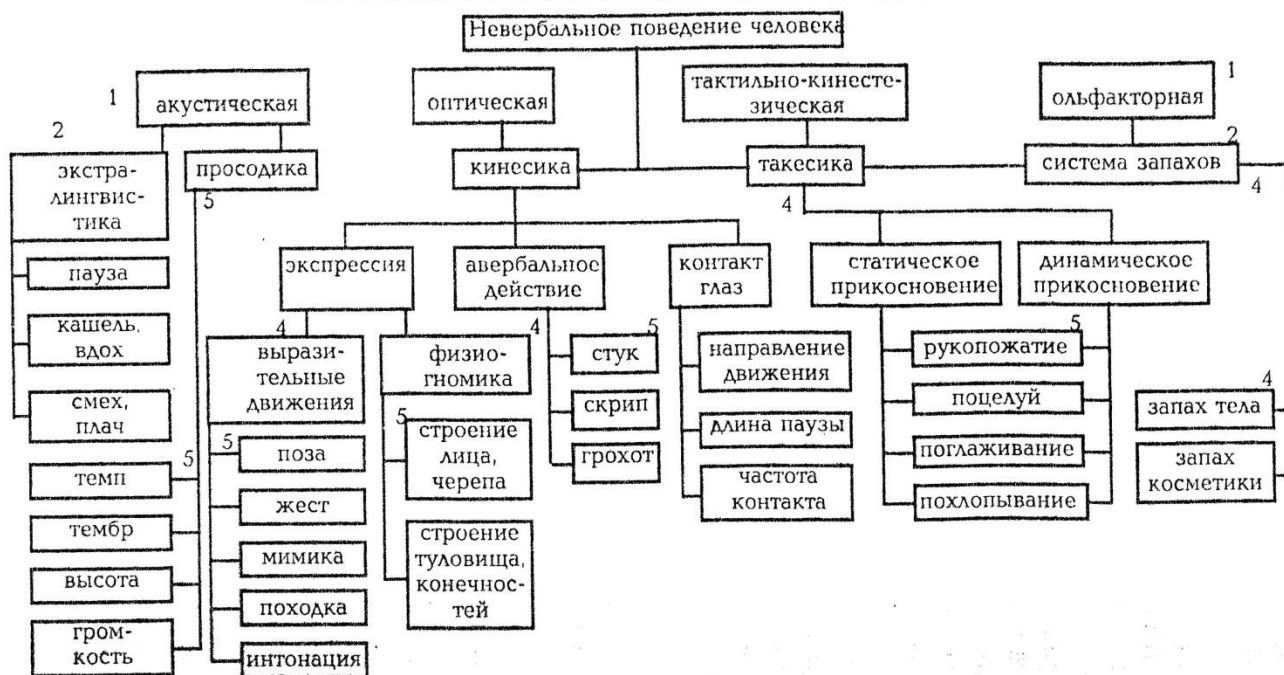 Невербальное поведение человека
1
акустическая
оптическая
тактильно-кинесте-
зическая
ольфакторная
1
2
экстра-
лингвис-
тика
просодика
5
кинесика
такесика
4
система запахов
2
4
пауза
кашель,
вдох
смех,
плач
темп
5
тембр
высота
гром-
кость
экспрессия
авербальное
действие
контакт
глаз
статическое
прикосновение
динамическое
прикосновение
4
вырази-
тельные
движения
5
поза
жест
мимика
походка
интонация
физио-
гномика
5
строение
лица,
черепа
строение
туловища,
конечнос-
тей
4
стук
5
скрип
грохот
направление
движения
длина паузы
частота
контакта
5
рукопожатие
поцелуй
поглаживание
похлопывание
4
запах тела
запах
косметики